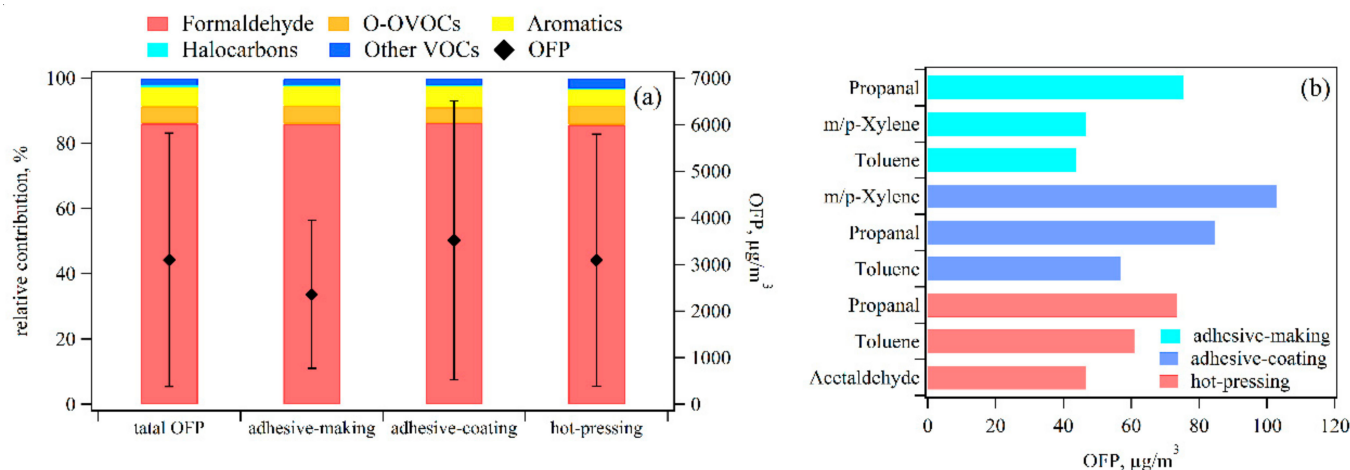 Formaldehyde O-OVOCs Aromatics
Halocarbons Other VOCs OFP
(a)
relative contribution, %
100
80
60
40
20
0
7000
6000
5000
4000
3000
2000
1000
0
OFP, μg/m³
tatal OFP adhesive-making adhesive-coating hot-pressing
(b)
Propanal
m/p-Xylene
Toluene
m/p-Xylene
Propanal
Toluene
Propanal
Toluene
Acetaldehyde
adhesive-making
adhesive-coating
hot-pressing
0 20 40 60 80 100 120
OFP, μg/m³